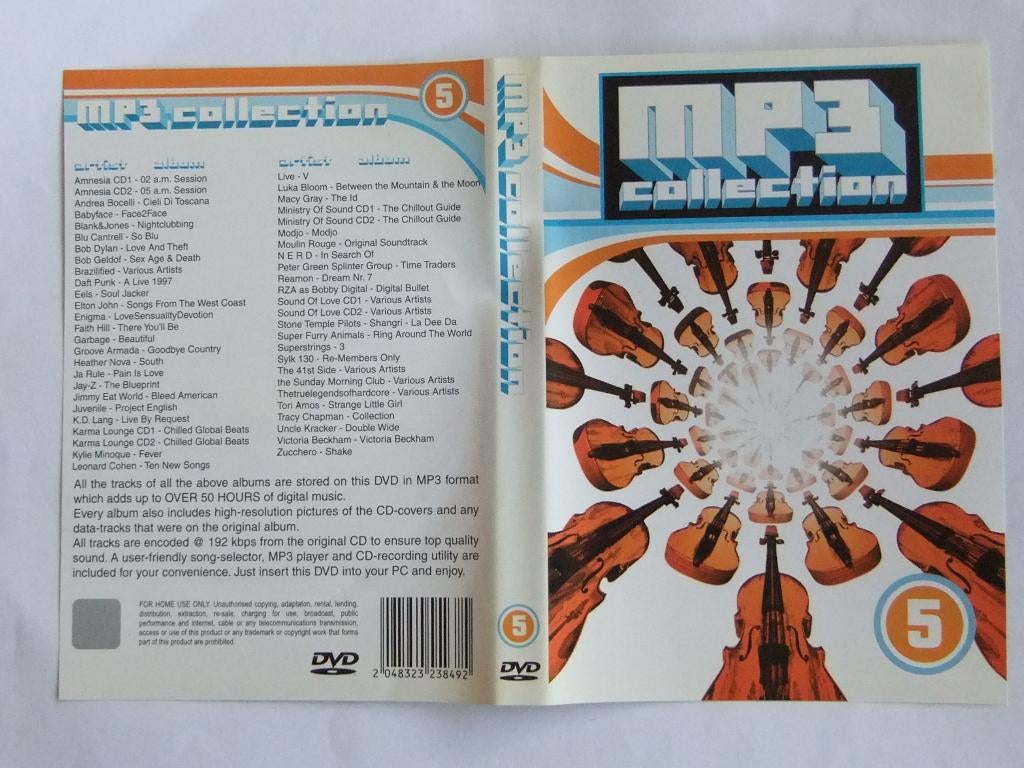 MP3 collection
5
artist album
Amnesia CD1 - 02 a.m. Session
Amnesia CD2 - 05 a.m. Session
Andrea Bocelli - Cieli Di Toscana
Babyface - Face2Face
Blank&Jones - Nightclubbing
Blu Cantrell - So Blu
Bob Dylan - Love And Theft
Bob Geldof - Sex Age & Death
Brazilified - Various Artists
Daft Punk - A Live 1997
Eels - Soul Jacker
Elton John - Songs From The West Coast
Enigma - LoveSensualityDevotion
Faith Hill - There You'll Be
Garbage - Beautiful
Groove Armada - Goodbye Country
Heather Nova - South
Ja Rule - Pain Is Love
Jay-Z - The Blueprint
Jimmy Eat World - Bleed American
Juvenile - Project English
K.D. Lang - Live By Request
Karma Lounge CD1 - Chilled Global Beats
Karma Lounge CD2 - Chilled Global Beats
Kylie Minoque - Fever
Leonard Cohen - Ten New Songs
artist album
Live - V
Luka Bloom - Between the Mountain & the Moon
Macy Gray - The Id
Ministry Of Sound CD1 - The Chillout Guide
Ministry Of Sound CD2 - The Chillout Guide
Modjo - Modjo
Moulin Rouge - Original Soundtrack
N E R D - In Search Of
Peter Green Splinter Group - Time Traders
Reamon - Dream Nr. 7
RZA as Bobby Digital - Digital Bullet
Sound Of Love CD1 - Various Artists
Sound Of Love CD2 - Various Artists
Stone Temple Pilots - Shangri - La Dee Da
Super Furry Animals - Ring Around The World
Superstrings - 3
Sylk 130 - Re-Members Only
The 41st Side - Various Artists
the Sunday Morning Club - Various Artists
Thetruelegendsofhardcore - Various Artists
Tori Amos - Strange Little Girl
Tracy Chapman - Collection
Uncle Kracker - Double Wide
Victoria Beckham - Victoria Beckham
Zucchero - Shake
All the tracks of all the above albums are stored on this DVD in MP3 format
which adds up to OVER 50 HOURS of digital music.
Every album also includes high-resolution pictures of the CD-covers and any
data-tracks that were on the original album.
All tracks are encoded @ 192 kbps from the original CD to ensure top quality
sound. A user-friendly song-selector, MP3 player and CD-recording utility are
included for your convenience. Just insert this DVD into your PC and enjoy.
FOR HOME USE ONLY. Unauthorised copying, adaptaton, rental, lending,
distribution, extraction, re-sale, charging for use, broadcast, public
performance and internet, cable or any telecommunications transmission,
access or use of this product or any trademark or copyright work that forms
part of this product are prohibited.
DVD
2 048323 238492
MP3 collection
5
DVD
MP3
collection
5